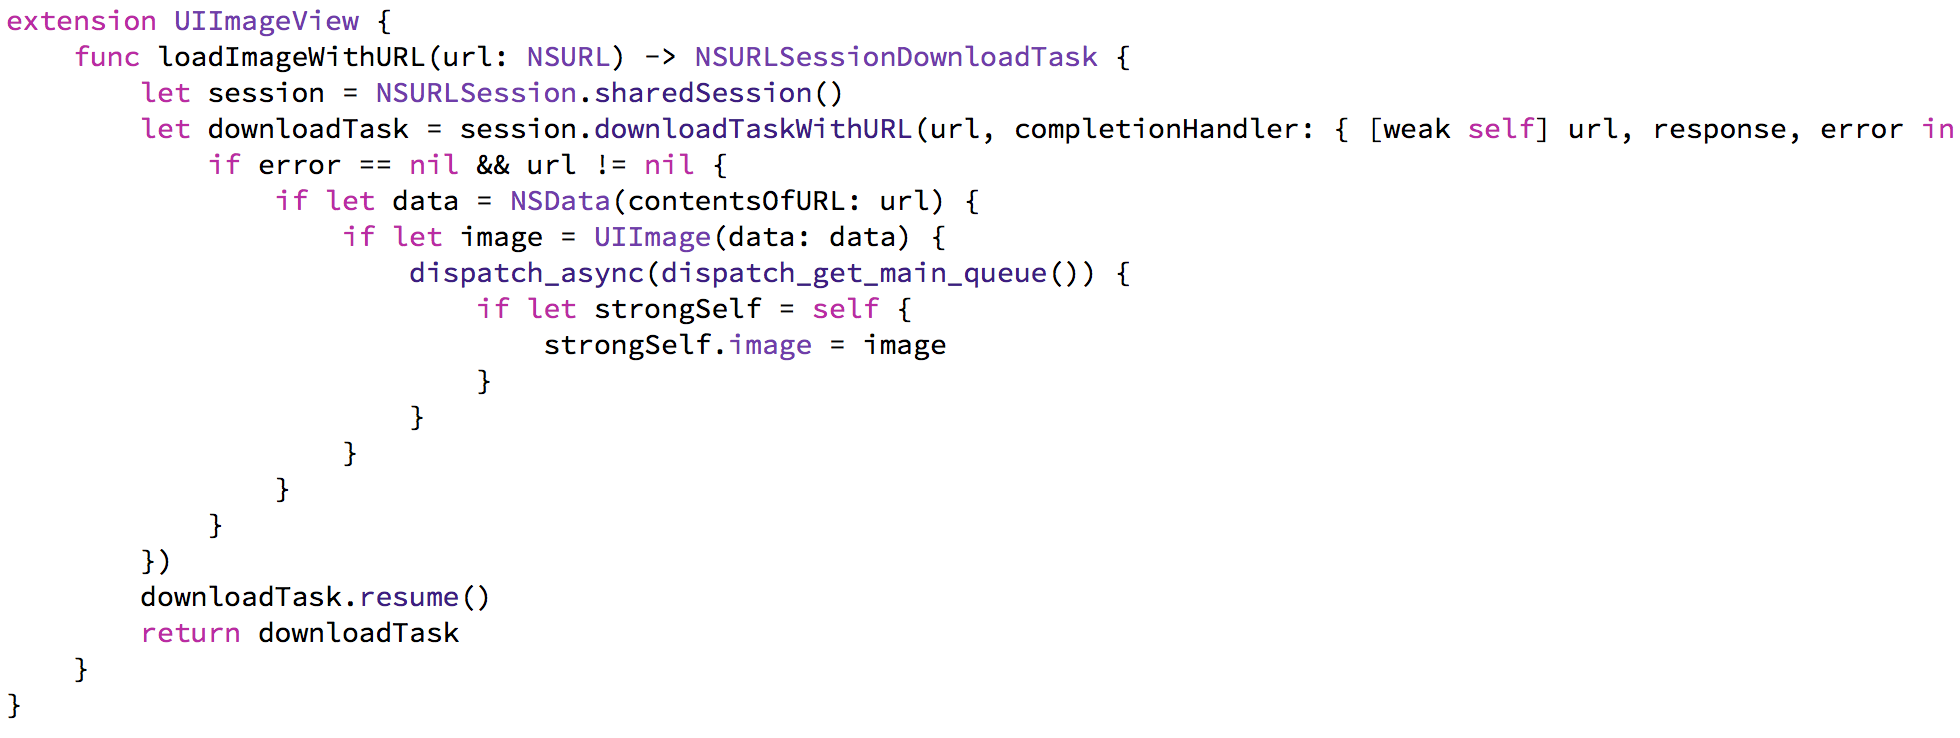 extension UIImageView {
    func loadImageWithURL(url: NSURL) -> NSURLSessionDownloadTask {
        let session = NSURLSession.sharedSession()
        let downloadTask = session.downloadTaskWithURL(url, completionHandler: { [weak self] url, response, error in
            if error == nil && url != nil {
                if let data = NSData(contentsOfURL: url) {
                    if let image = UIImage(data: data) {
                        dispatch_async(dispatch_get_main_queue()) {
                            if let strongSelf = self {
                                strongSelf.image = image
                            }
                        }
                    }
                }
            }
        })
        downloadTask.resume()
        return downloadTask
    }
}